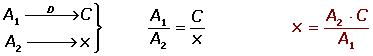 A₁ —D→ C
A₂ ⟶ x } A₁/A₂ = C/x x = A₂ · C/A₁